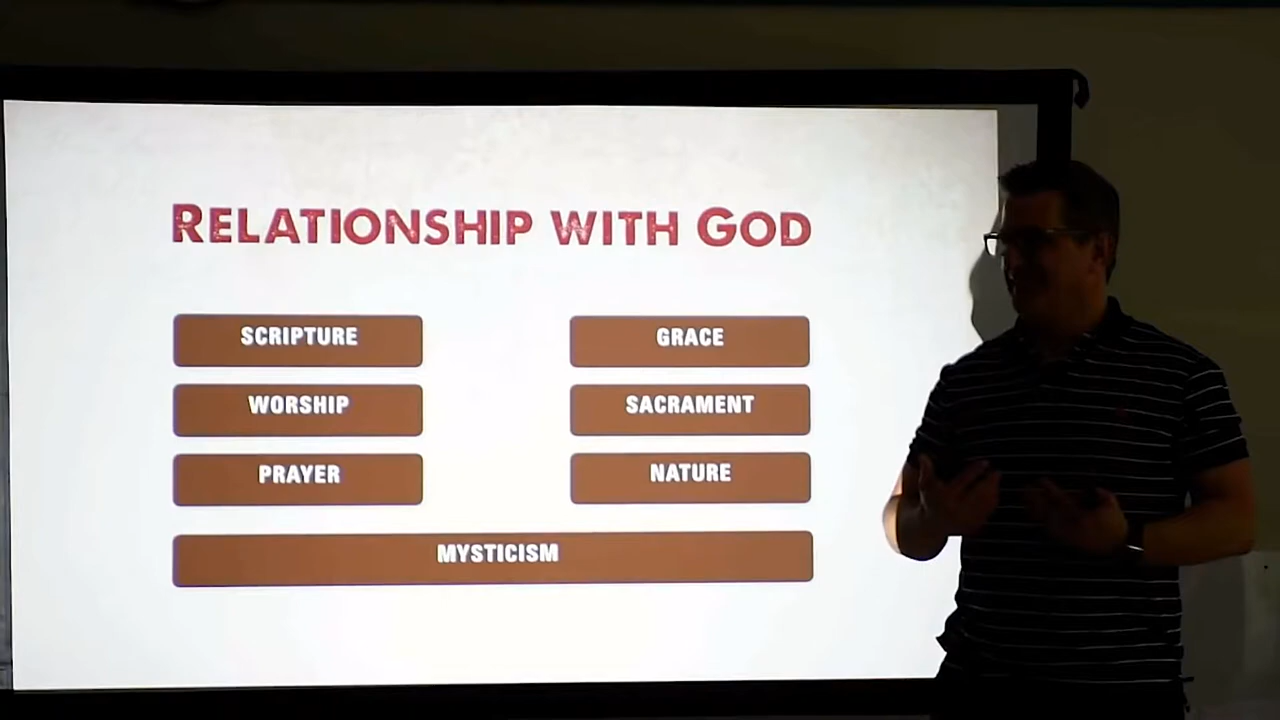 RELATIONSHIP WITH GOD
SCRIPTURE
GRACE
WORSHIP
SACRAMENT
PRAYER
NATURE
MYSTICISM